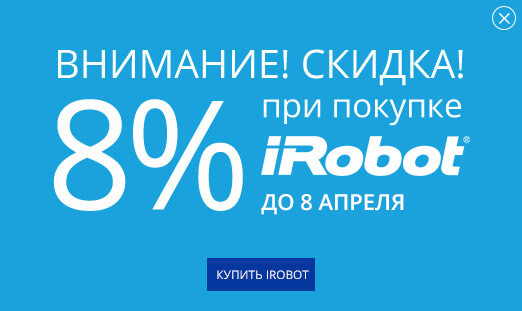 ВНИМАНИЕ! СКИДКА!
8% при покупке
iRobot®
ДО 8 АПРЕЛЯ
КУПИТЬ IROBOT